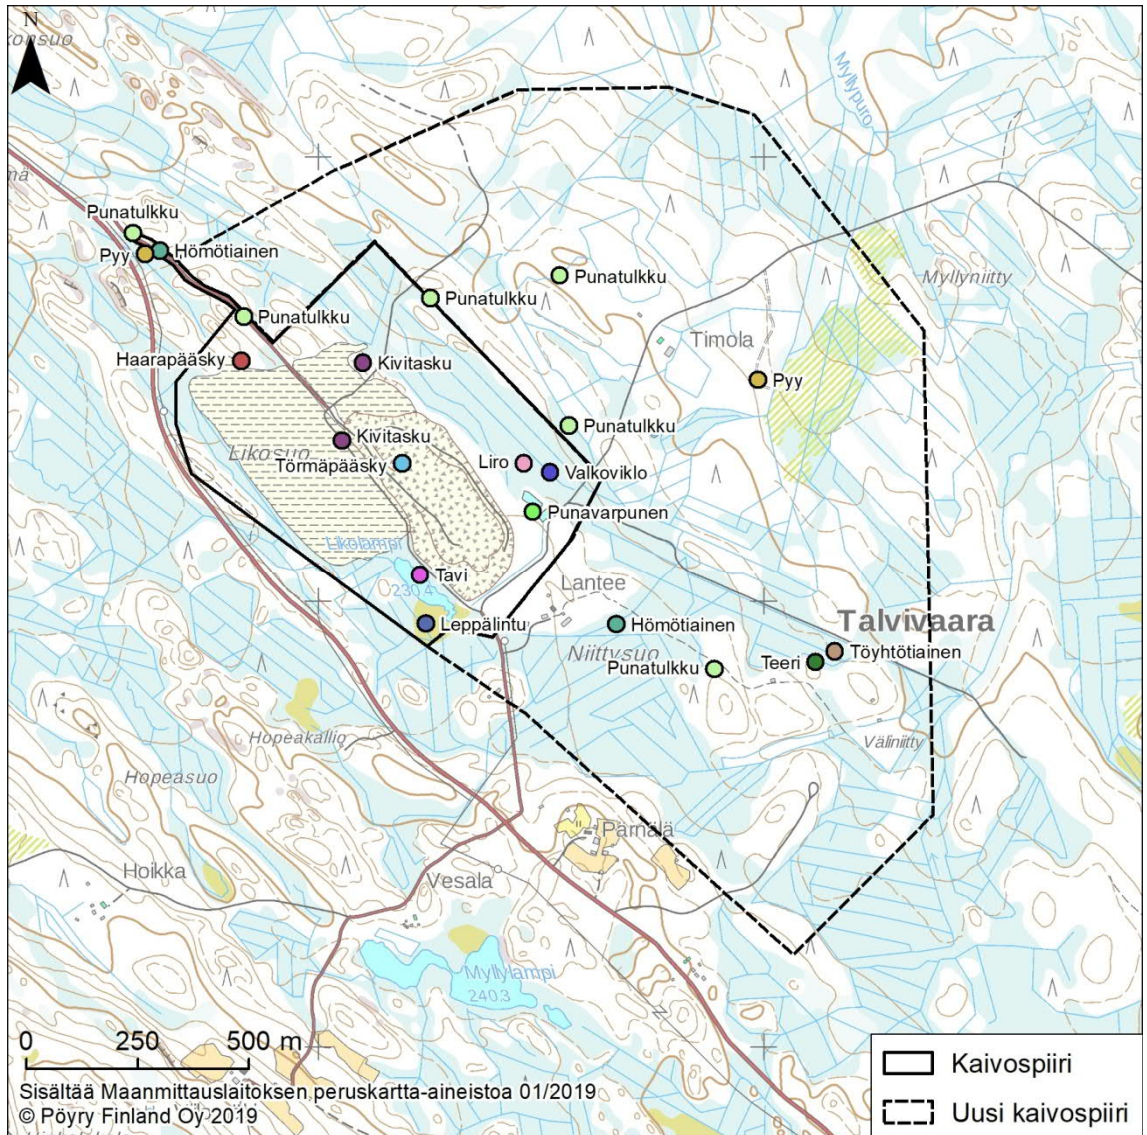 N
Myllypuro
Punatulkku
Pyy
Hömötiainen
Punatulkku
Punatulkku
Punatulkku
Myllyniitty
Timola
Haarapääsky
Kivitasku
Pyy
Punatulkku
Kivitasku
Likosuo
Törmäpääsky
Liro
Valkoviklo
Punavarpunen
Likolampi
Tavi
230.4
Lantee
Leppälintu
Hömötiainen
Talvivaara
Niittysuo
Töyhtötiainen
Teeri
Punatulkku
Hopeakallio
Väliniitty
Hopeasuo
Pärnälä
Hoikka
Vesala
Myllylampi
240.3
0 250 500 m
Sisältää Maanmittauslaitoksen peruskartta-aineistoa 01/2019
© Pöyry Finland Oy 2019
Kaivospiiri
Uusi kaivospiiri